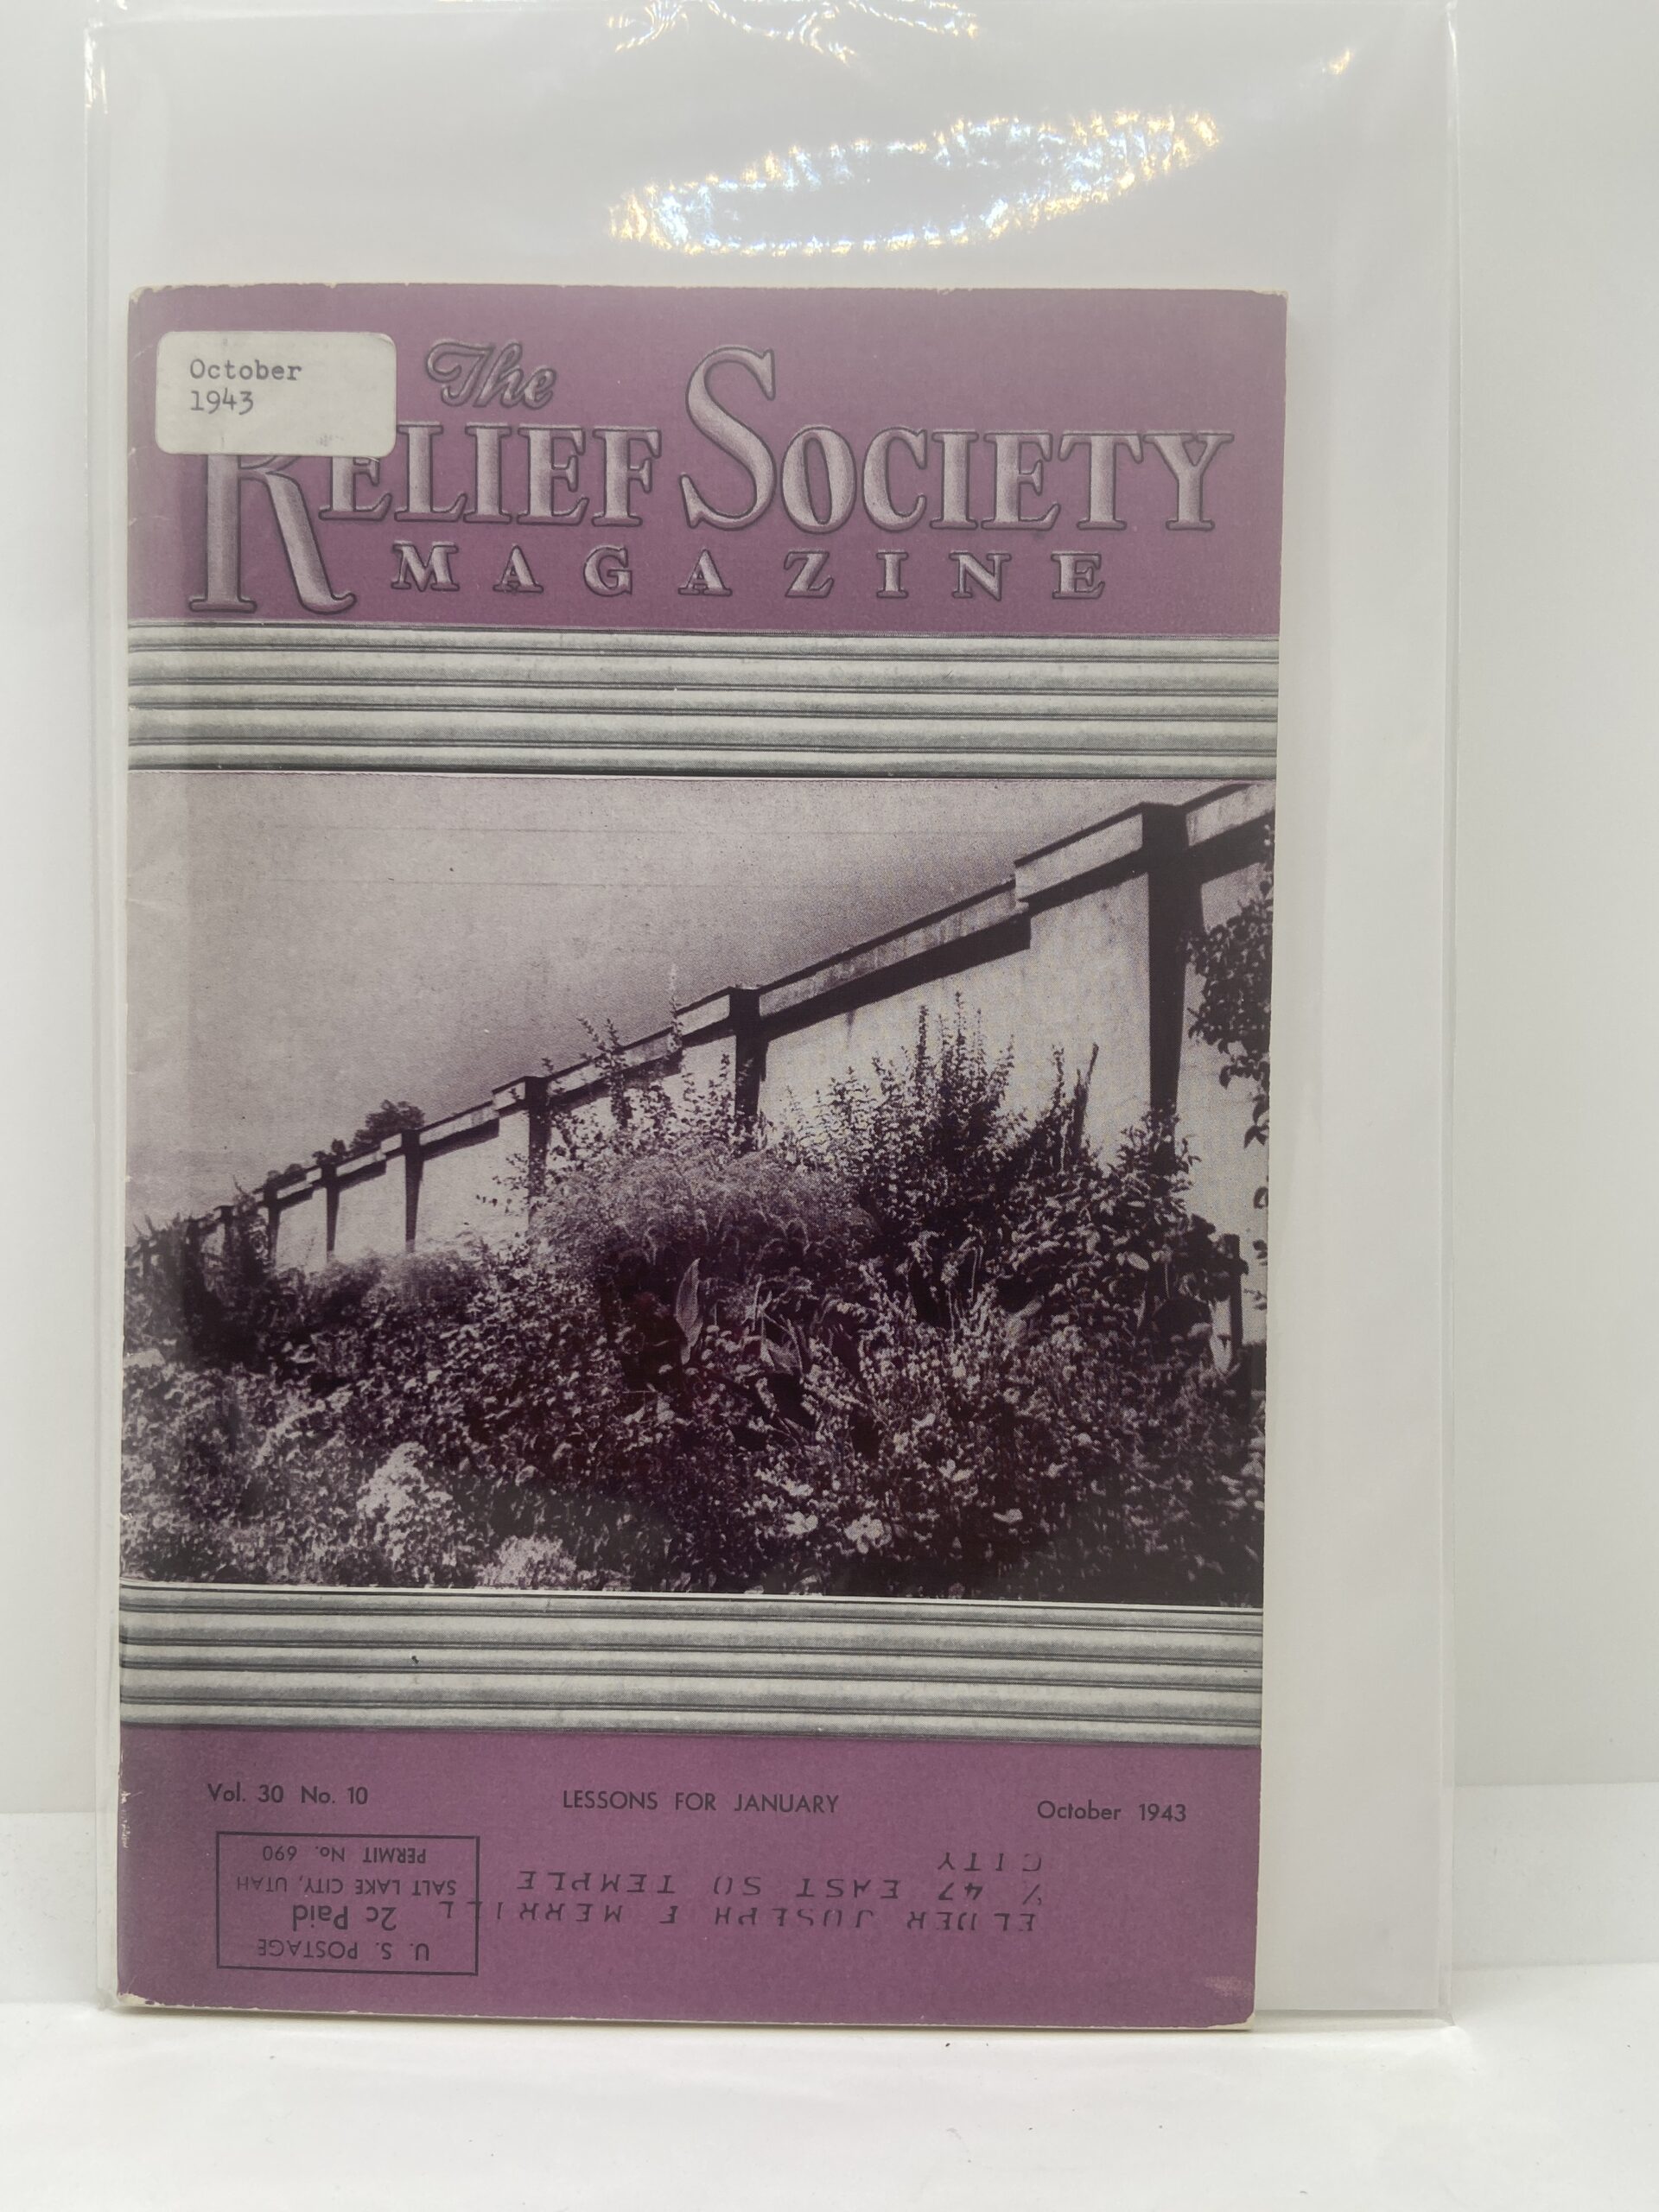 October
1943
The
RELIEF SOCIETY
MAGAZINE
Vol. 30 No. 10
LESSONS FOR JANUARY
October 1943
U. S. POSTAGE
2c Paid
SALT LAKE CITY, UTAH
PERMIT No. 690
ELDER JOSEPH F MERRILL
% 47 EAST SO TEMPLE
CITY